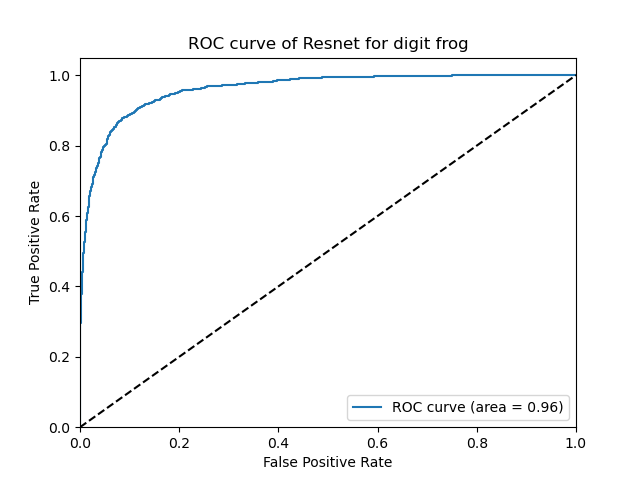 ROC curve of Resnet for digit frog
1.0
0.8
0.6
0.4
0.2
0.0
True Positive Rate
ROC curve (area = 0.96)
0.0 0.2 0.4 0.6 0.8 1.0
False Positive Rate